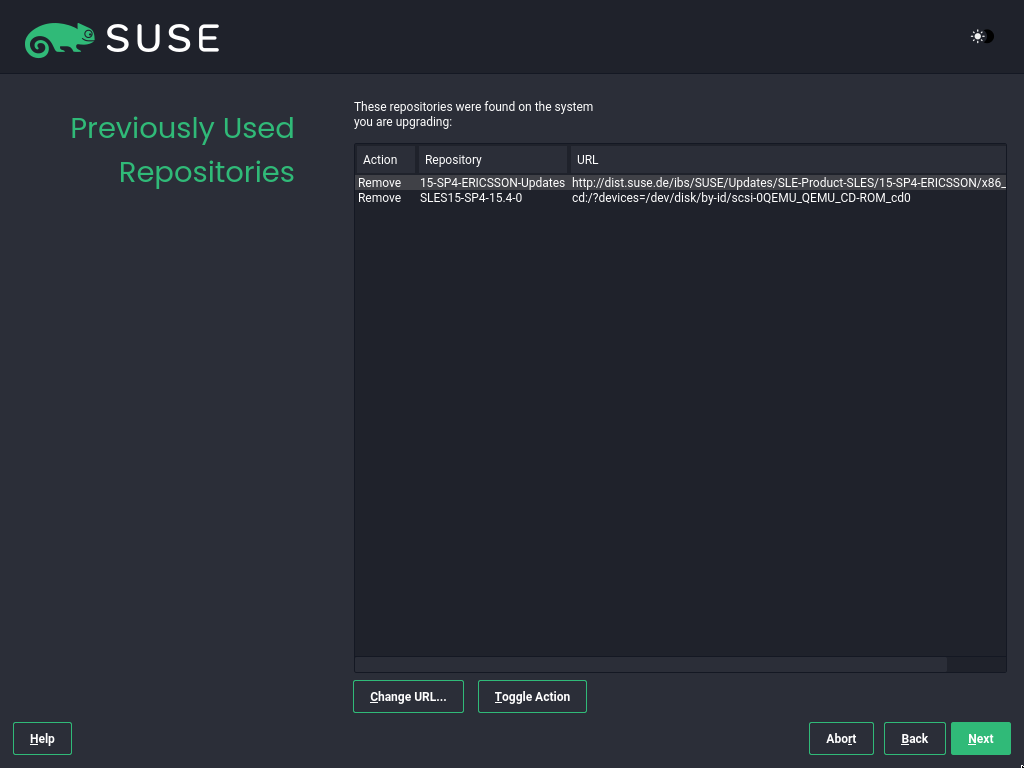 SUSE
Previously Used
Repositories
These repositories were found on the system
you are upgrading:
Action Repository URL
Remove 15-SP4-ERICSSON-Updates http://dist.suse.de/ibs/SUSE/Updates/SLE-Product-SLES/15-SP4-ERICSSON/x86_
Remove SLES15-SP4-15.4-0 cd:/?devices=/dev/disk/by-id/scsi-0QEMU_QEMU_CD-ROM_cd0
Change URL... Toggle Action
Help Abort Back Next